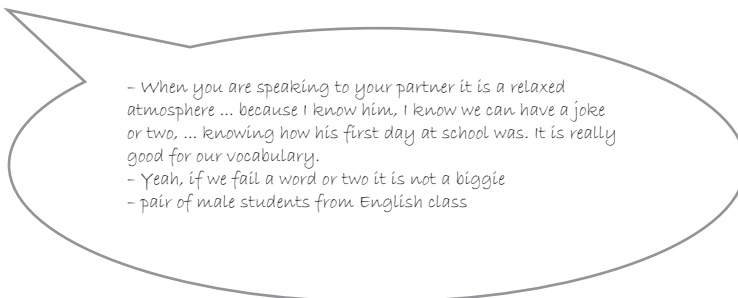 – When you are speaking to your partner it is a relaxed
atmosphere ... because I know him, I know we can have a joke
or two, ... knowing how his first day at school was. It is really
good for our vocabulary.
– Yeah, if we fail a word or two it is not a biggie
– pair of male students from English class